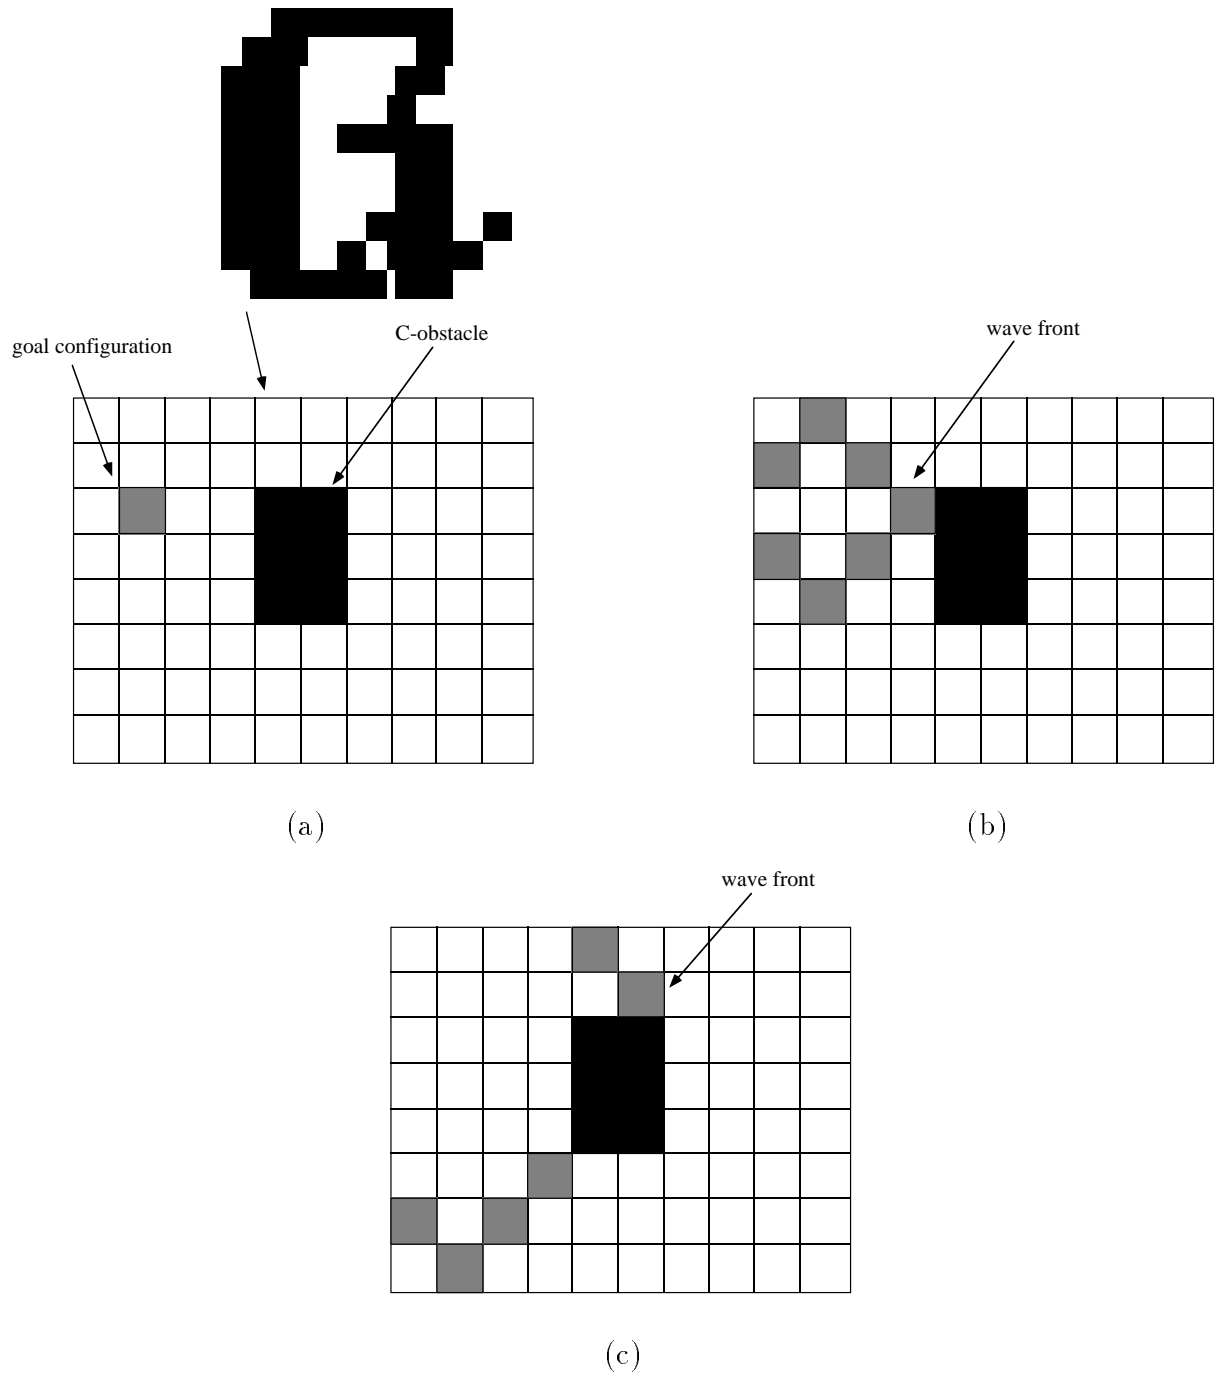 C-obstacle
goal configuration
wave front
(a)
(b)
wave front
(c)